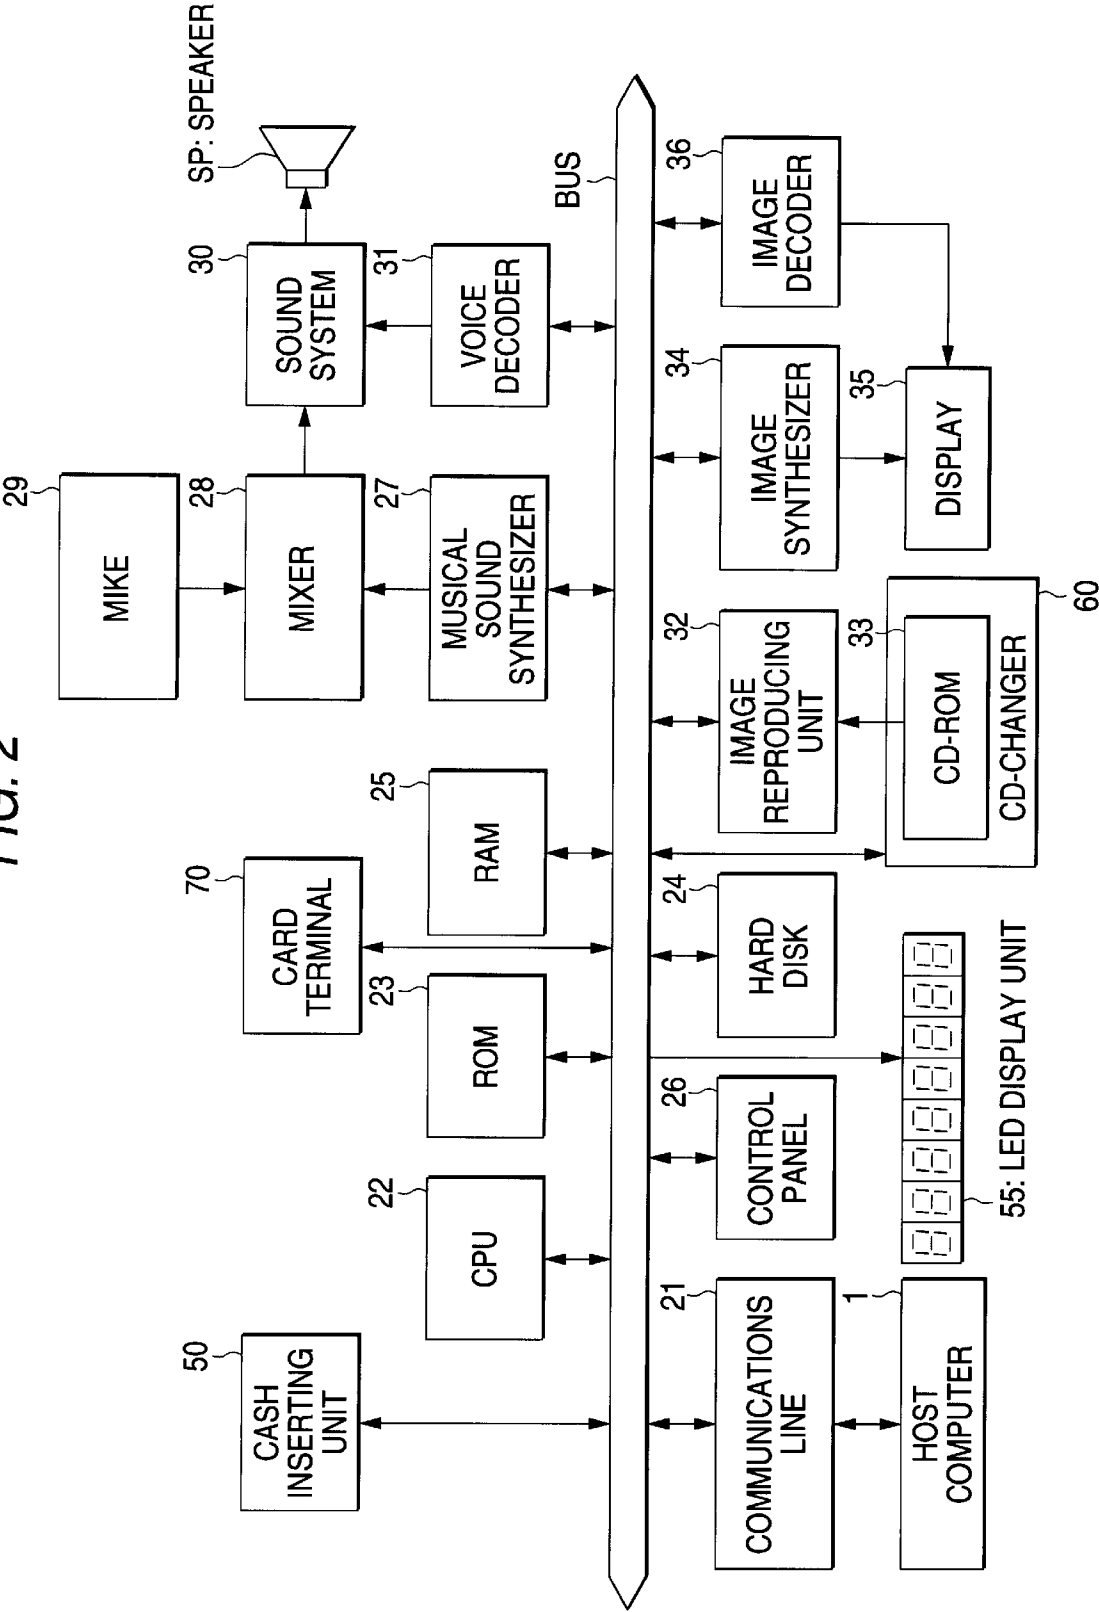 FIG. 2
29
MIKE
SP: SPEAKER
50
CASH
INSERTING
UNIT
70
CARD
TERMINAL
28
MIXER
30
SOUND
SYSTEM
22
CPU
23
ROM
25
RAM
27
MUSICAL
SOUND
SYNTHESIZER
31
VOICE
DECODER
BUS
21
COMMUNICATIONS
LINE
26
CONTROL
PANEL
24
HARD
DISK
32
IMAGE
REPRODUCING
UNIT
34
IMAGE
SYNTHESIZER
36
IMAGE
DECODER
1
HOST
COMPUTER
55: LED DISPLAY UNIT
33
CD-ROM
CD-CHANGER
60
35
DISPLAY